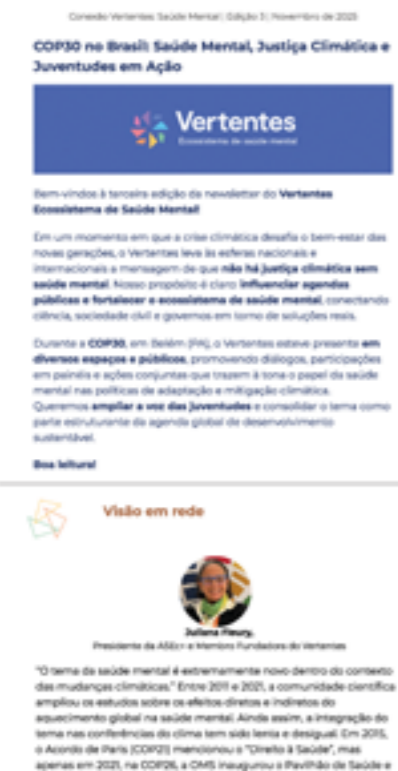 Conexão Vertentes: Saúde Mental | Edição 3 | Novembro de 2025
COP30 no Brasil: Saúde Mental, Justiça Climática e
Juventudes em Ação
Vertentes
Ecossistema de saúde mental
Bem-vindos à terceira edição da newsletter do Vertentes
Ecossistema de Saúde Mental!
Em um momento em que a crise climática desafia o bem-estar das
novas gerações, o Vertentes leva às esferas nacionais e
internacionais a mensagem de que não há justiça climática sem
saúde mental. Nosso propósito é claro: influenciar agendas
públicas e fortalecer o ecossistema de saúde mental, conectando
ciência, sociedade civil e governos em torno de soluções reais.
Durante a COP30, em Belém (PA), o Vertentes esteve presente em
diversos espaços e públicos, promovendo diálogos, participações
em painéis e ações conjuntas que trazem à tona o papel da saúde
mental nas políticas de adaptação e mitigação climática.
Queremos ampliar a voz das juventudes e consolidar o tema como
parte estruturante da agenda global de desenvolvimento
sustentável.
Boa leitura!
Visão em rede
Juliana Fleury,
Presidente da ASEc+ e Membro Fundadora do Vertentes
"O tema da saúde mental é extremamente novo dentro do contexto
das mudanças climáticas." Entre 2011 e 2021, a comunidade científica
ampliou os estudos sobre os efeitos diretos e indiretos do
aquecimento global na saúde mental. Ainda assim, a integração do
tema nas conferências do clima tem sido lenta e desigual. Em 2015,
o Acordo de Paris (COP21) mencionou o "Direito à Saúde", mas
apenas em 2021, na COP26, a OMS inaugurou o Pavilhão de Saúde e